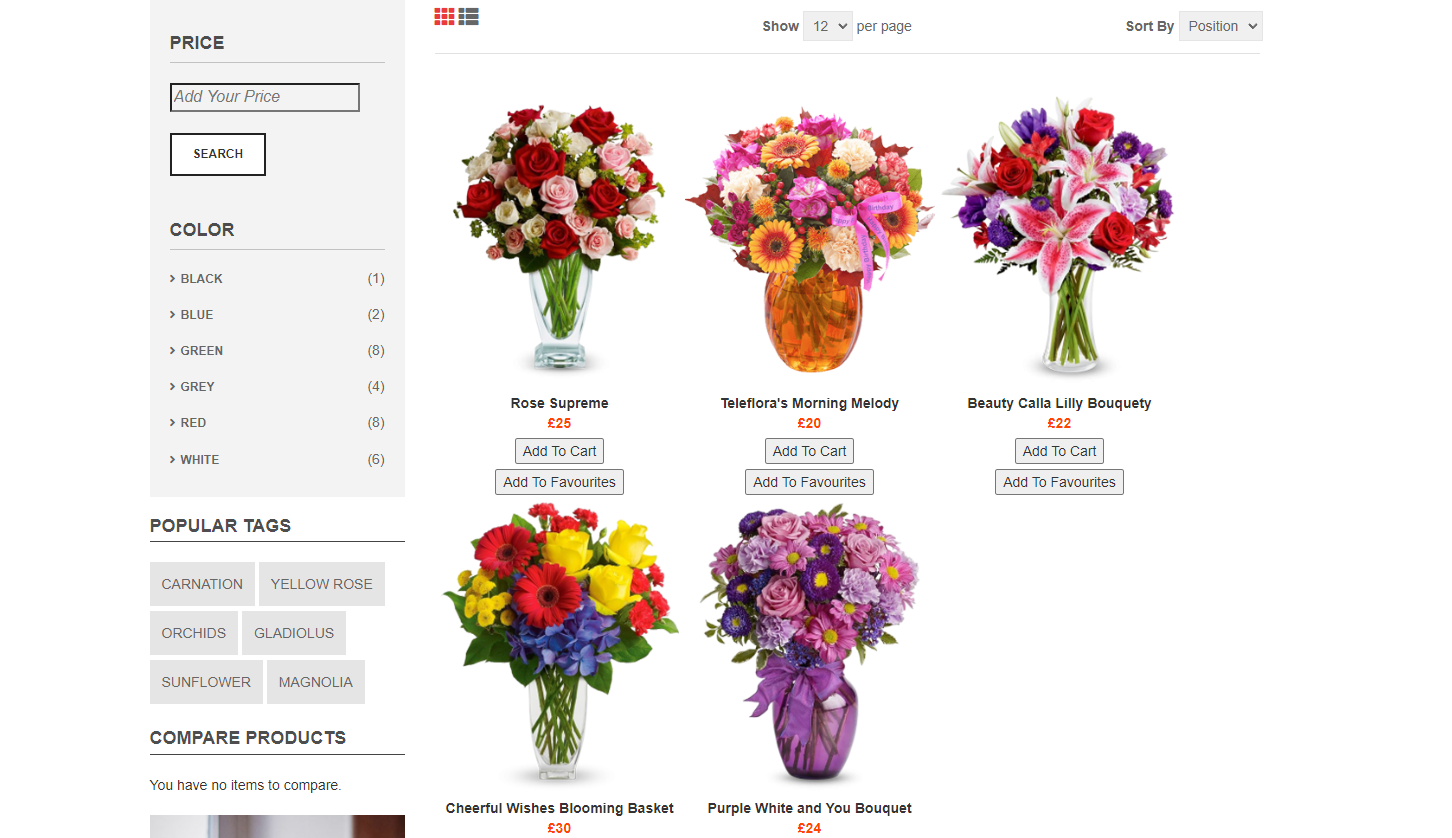 PRICE
Add Your Price
SEARCH
COLOR
BLACK (1)
BLUE (2)
GREEN (8)
GREY (4)
RED (8)
WHITE (6)
POPULAR TAGS
CARNATION YELLOW ROSE
ORCHIDS GLADIOLUS
SUNFLOWER MAGNOLIA
COMPARE PRODUCTS
You have no items to compare.
Show 12 per page Sort By Position
Birthday
Rose Supreme Teleflora's Morning Melody Beauty Calla Lilly Bouquety
£25 £20 £22
Add To Cart Add To Cart Add To Cart
Add To Favourites Add To Favourites Add To Favourites
Cheerful Wishes Blooming Basket Purple White and You Bouquet
£30 £24